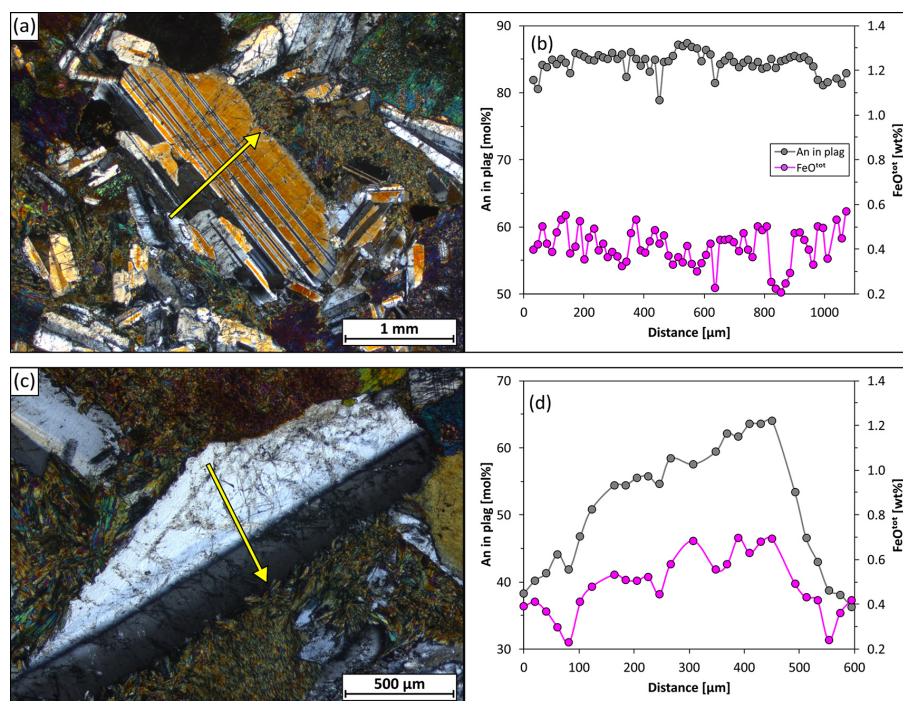 (a)
1 mm
(b)
An in plag [mol%]
90
80
70
60
50
1.4
1.2
1.0
0.8
0.6
0.4
0.2
FeOᵗᵒᵗ [wt%]
An in plag
FeOᵗᵒᵗ
0 200 400 600 800 1000
Distance [µm]
(c)
500 µm
(d)
An in plag [mol%]
70
60
50
40
30
1.4
1.2
1.0
0.8
0.6
0.4
0.2
FeOᵗᵒᵗ [wt%]
0 100 200 300 400 500 600
Distance [µm]